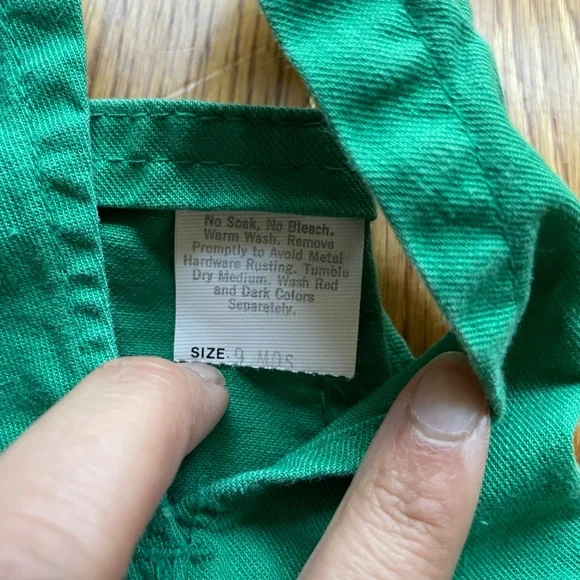 No Soak, No Bleach.
Warm Wash. Remove
Promptly to Avoid Metal
Hardware Rusting. Tumble
Dry Medium. Wash Red
and Dark Colors
Separately.
SIZE 9 MOS